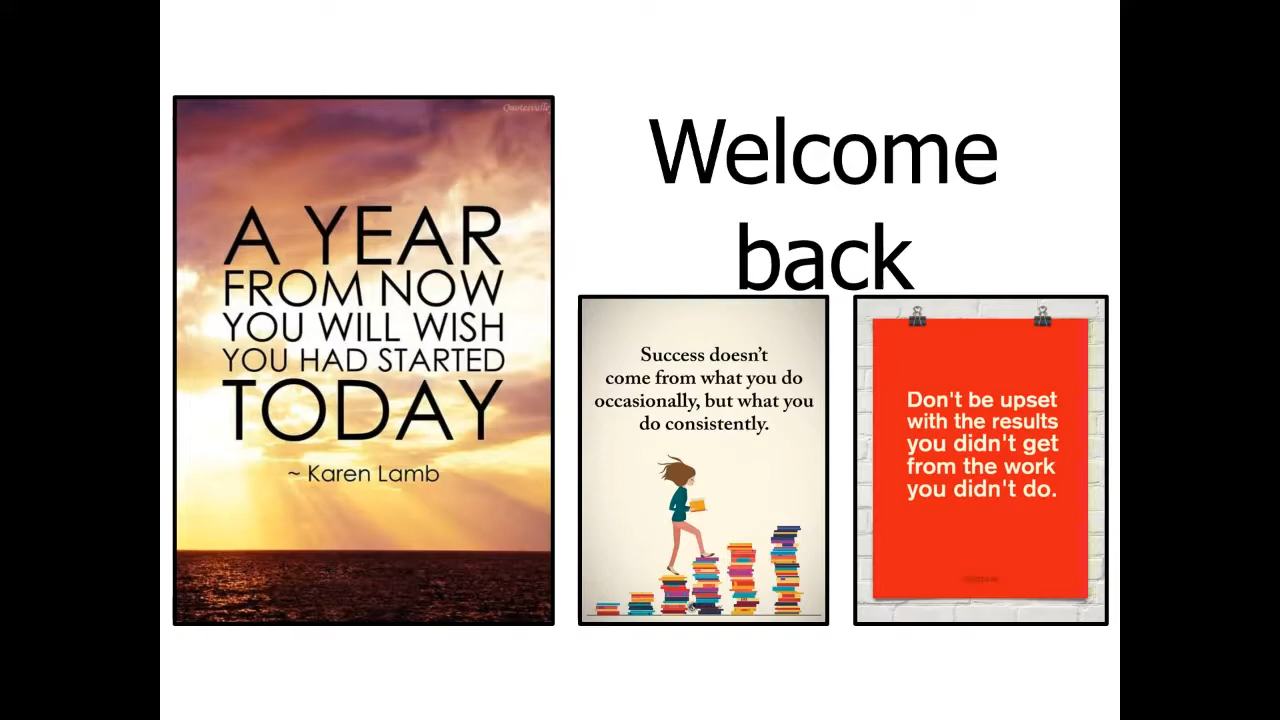 Welcome
back
Quotesvalley
A YEAR
FROM NOW
YOU WILL WISH
YOU HAD STARTED
TODAY
~ Karen Lamb
Success doesn't
come from what you do
occasionally, but what you
do consistently.
Don't be upset
with the results
you didn't get
from the work
you didn't do.